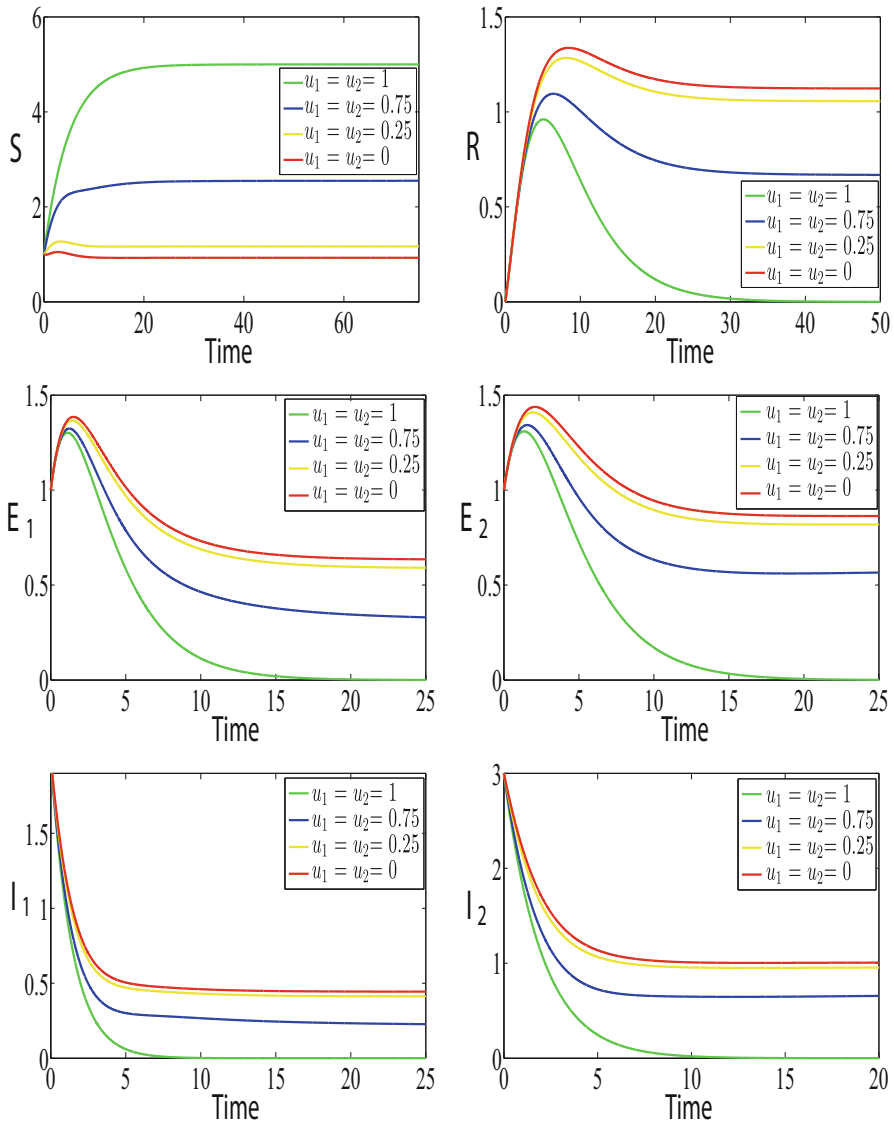 6
4
2
0
S
0
20
40
60
Time
u₁ = u₂= 1
u₁ = u₂= 0.75
u₁ = u₂= 0.25
u₁ = u₂= 0
1.5
1
0.5
0
R
0
10
20
30
40
50
Time
u₁ = u₂= 1
u₁ = u₂= 0.75
u₁ = u₂= 0.25
u₁ = u₂= 0
1.5
1
0.5
0
E₁
0
5
10
15
20
25
Time
u₁ = u₂= 1
u₁ = u₂= 0.75
u₁ = u₂= 0.25
u₁ = u₂= 0
1.5
1
0.5
0
E₂
0
5
10
15
20
25
Time
u₁ = u₂= 1
u₁ = u₂= 0.75
u₁ = u₂= 0.25
u₁ = u₂= 0
1.5
1
0.5
0
I₁
0
5
10
15
20
25
Time
u₁ = u₂= 1
u₁ = u₂= 0.75
u₁ = u₂= 0.25
u₁ = u₂= 0
3
2
1
0
I₂
0
5
10
15
20
Time
u₁ = u₂= 1
u₁ = u₂= 0.75
u₁ = u₂= 0.25
u₁ = u₂= 0